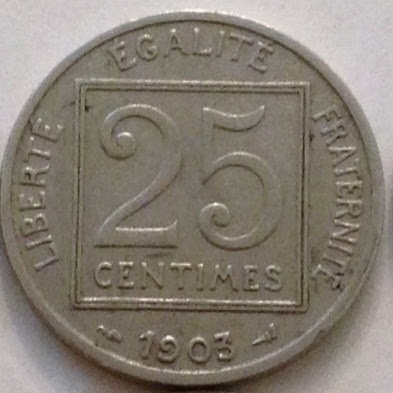 LIBERTÉ ÉGALITÉ FRATERNITÉ
25
CENTIMES
1903